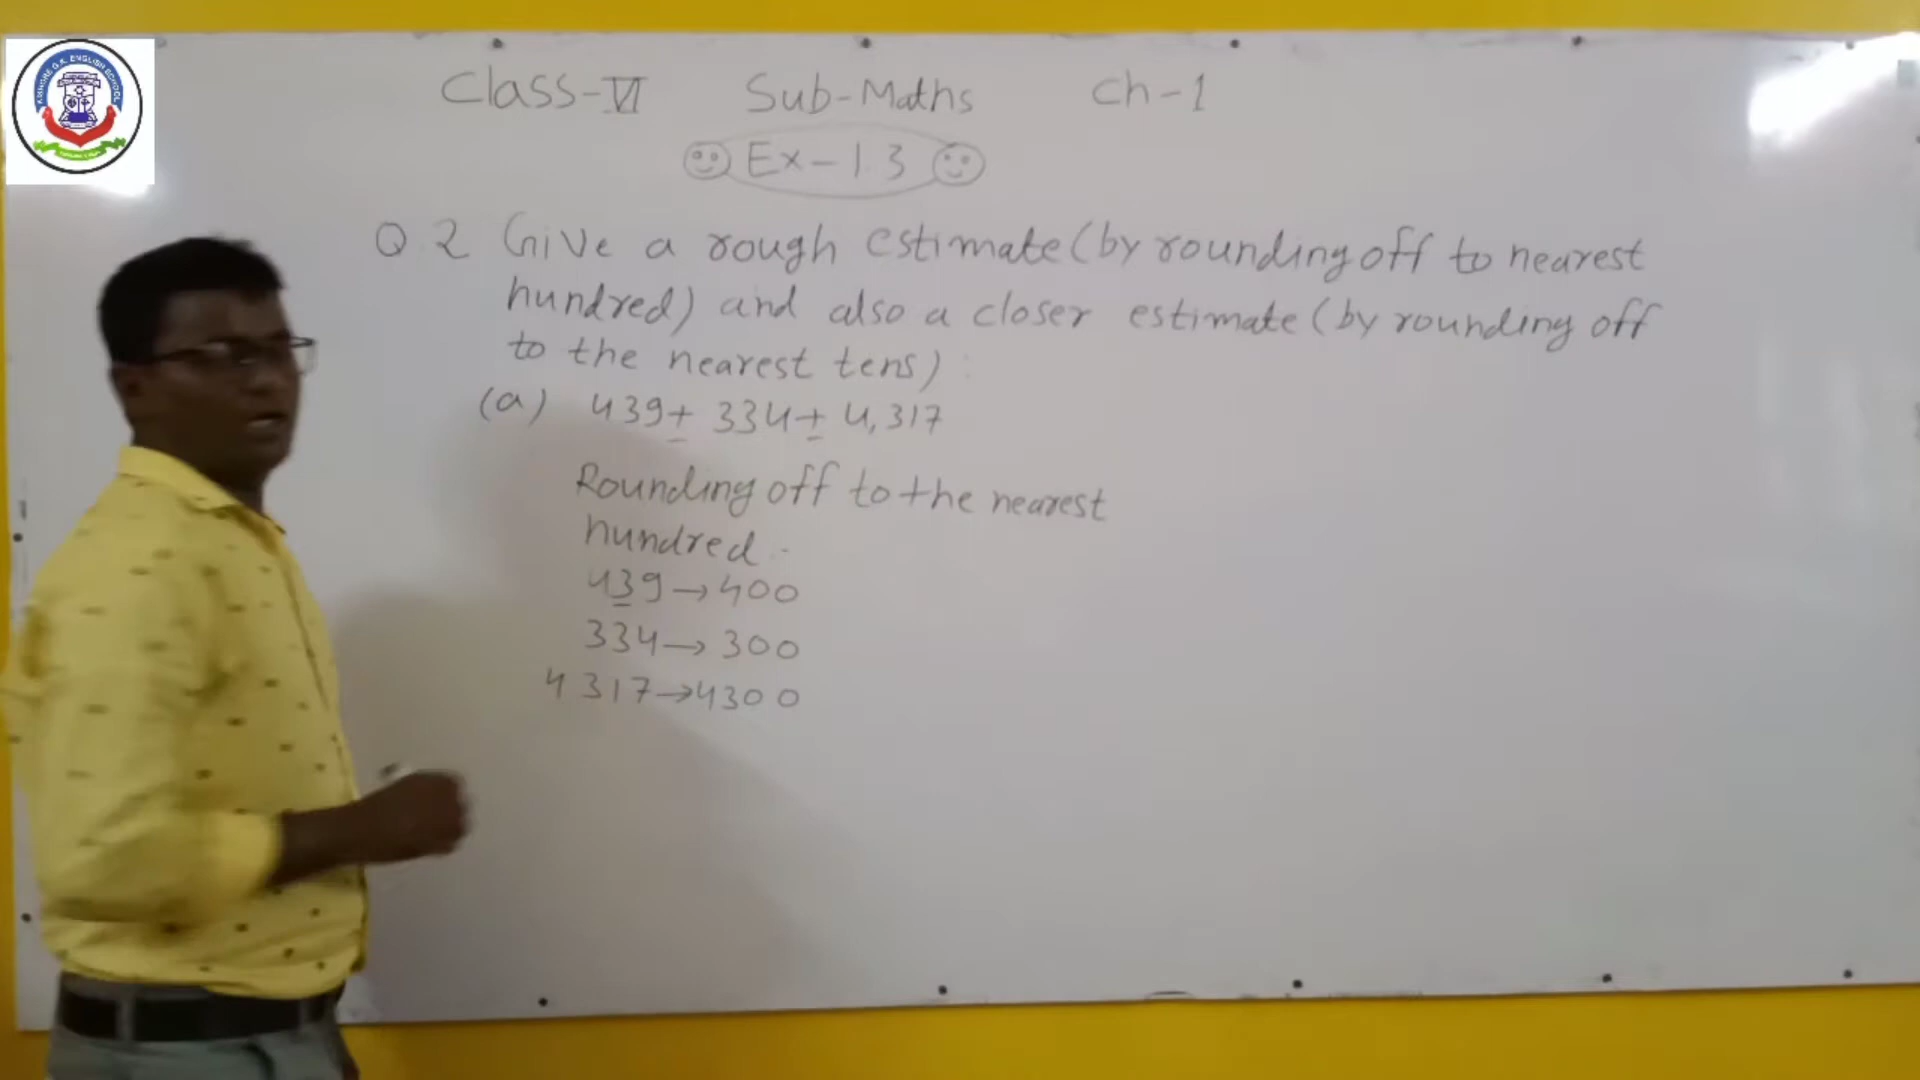 Class-VI Sub-Maths Ch-1
Ex-1.3
Q.2 Give a rough estimate (by rounding off to nearest
hundred) and also a closer estimate (by rounding off
to the nearest tens) :
(a) 439 + 334 + 4,317
Rounding off to the nearest
hundred.
439→400
334→300
4317→4300